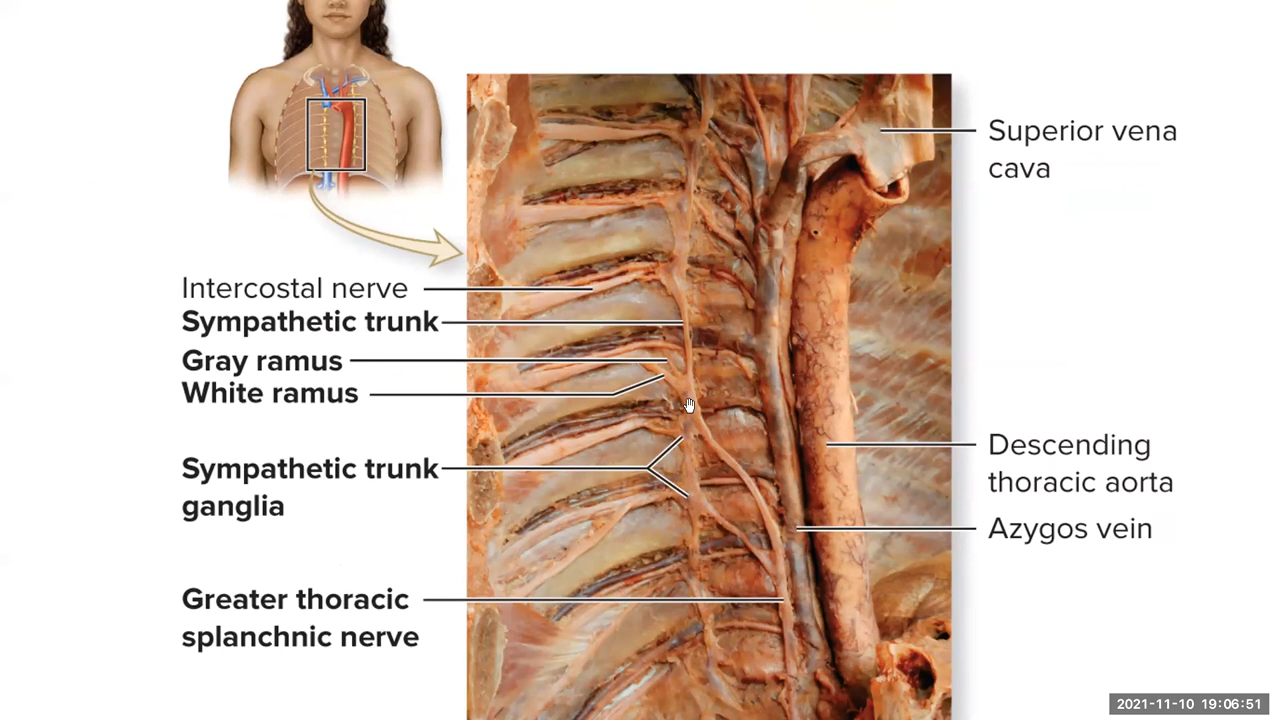 Superior vena
cava
Intercostal nerve
Sympathetic trunk
Gray ramus
White ramus
Sympathetic trunk
ganglia
Greater thoracic
splanchnic nerve
Descending
thoracic aorta
Azygos vein
2021-11-10 19:06:51